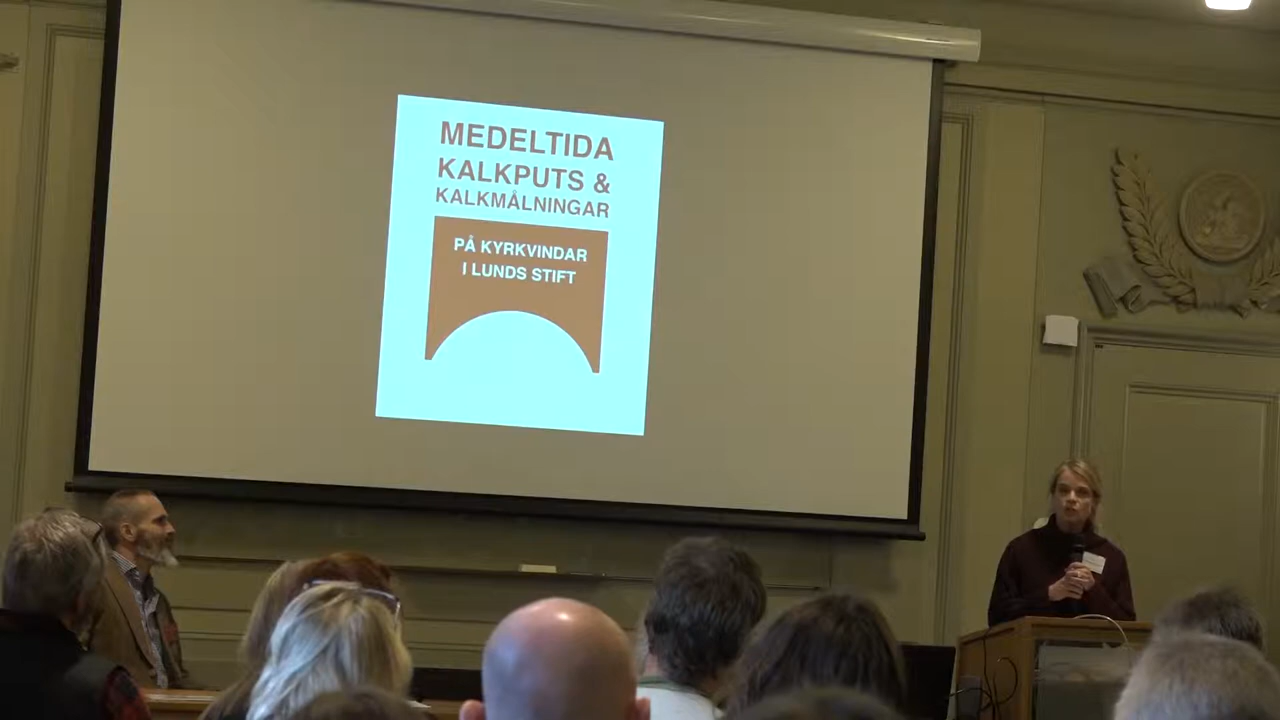 MEDELTIDA
KALKPUTS &
KALKMÅLNINGAR
PÅ KYRKVINDAR
I LUNDS STIFT